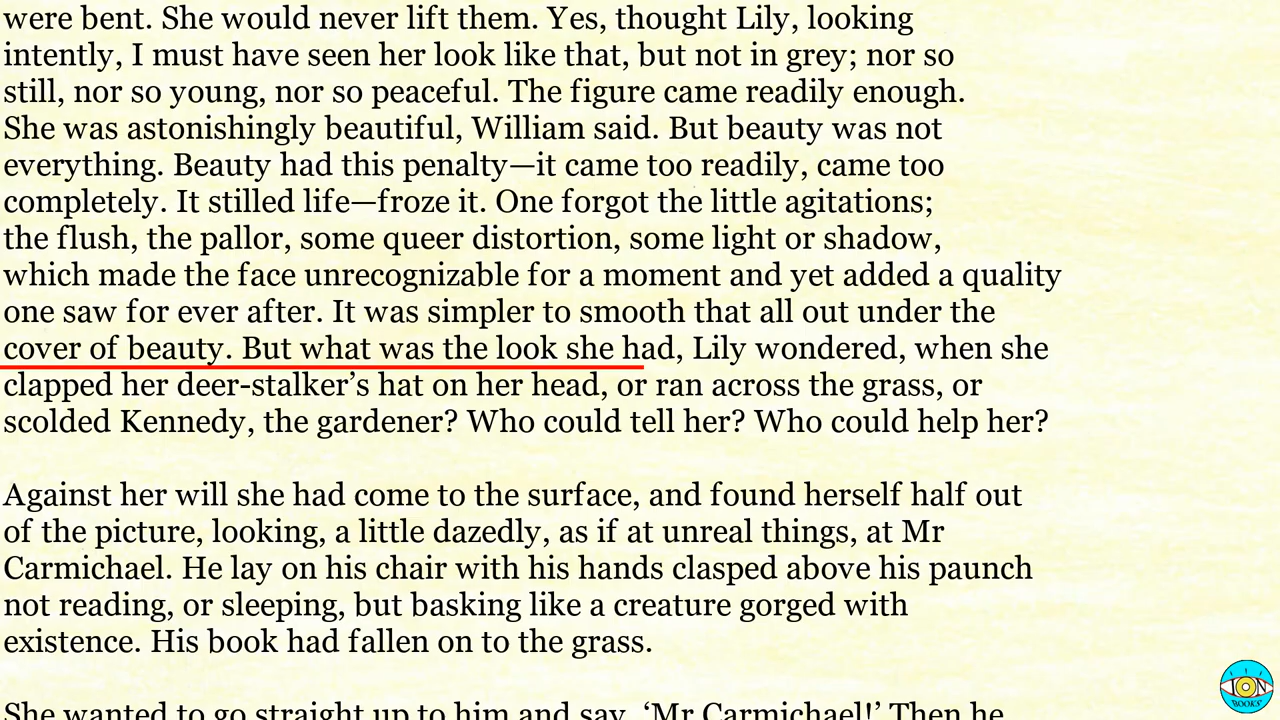 were bent. She would never lift them. Yes, thought Lily, looking
intently, I must have seen her look like that, but not in grey; nor so
still, nor so young, nor so peaceful. The figure came readily enough.
She was astonishingly beautiful, William said. But beauty was not
everything. Beauty had this penalty—it came too readily, came too
completely. It stilled life—froze it. One forgot the little agitations;
the flush, the pallor, some queer distortion, some light or shadow,
which made the face unrecognizable for a moment and yet added a quality
one saw for ever after. It was simpler to smooth that all out under the
cover of beauty. But what was the look she had, Lily wondered, when she
clapped her deer-stalker’s hat on her head, or ran across the grass, or
scolded Kennedy, the gardener? Who could tell her? Who could help her?
Against her will she had come to the surface, and found herself half out
of the picture, looking, a little dazedly, as if at unreal things, at Mr
Carmichael. He lay on his chair with his hands clasped above his paunch
not reading, or sleeping, but basking like a creature gorged with
existence. His book had fallen on to the grass.
She wanted to go straight up to him and say, ‘Mr Carmichael!’ Then he
ION
BOOKS